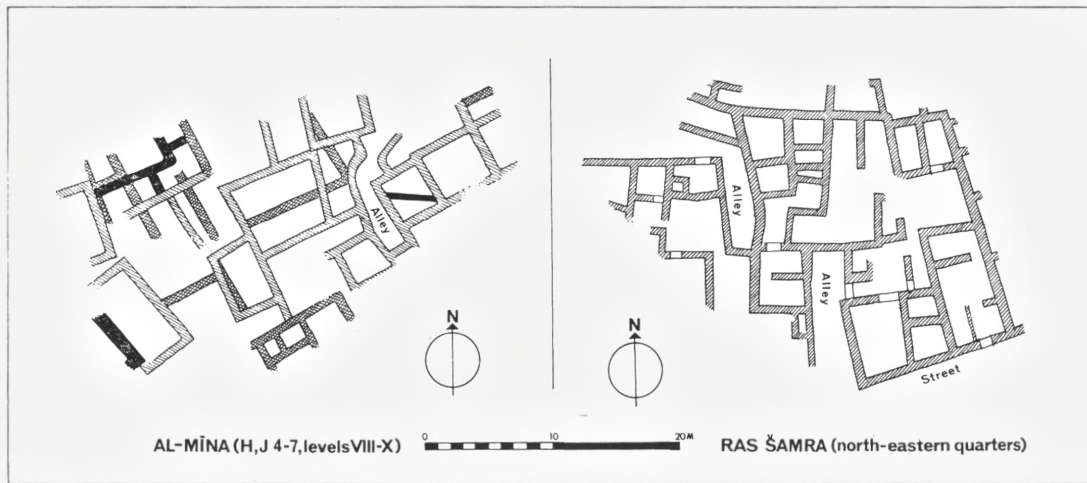 Alley
N
AL-MĪNA (H, J 4-7, levels VIII-X)
0 10 20 M
Alley
Alley
Street
N
RAS ŠAMRA (north-eastern quarters)